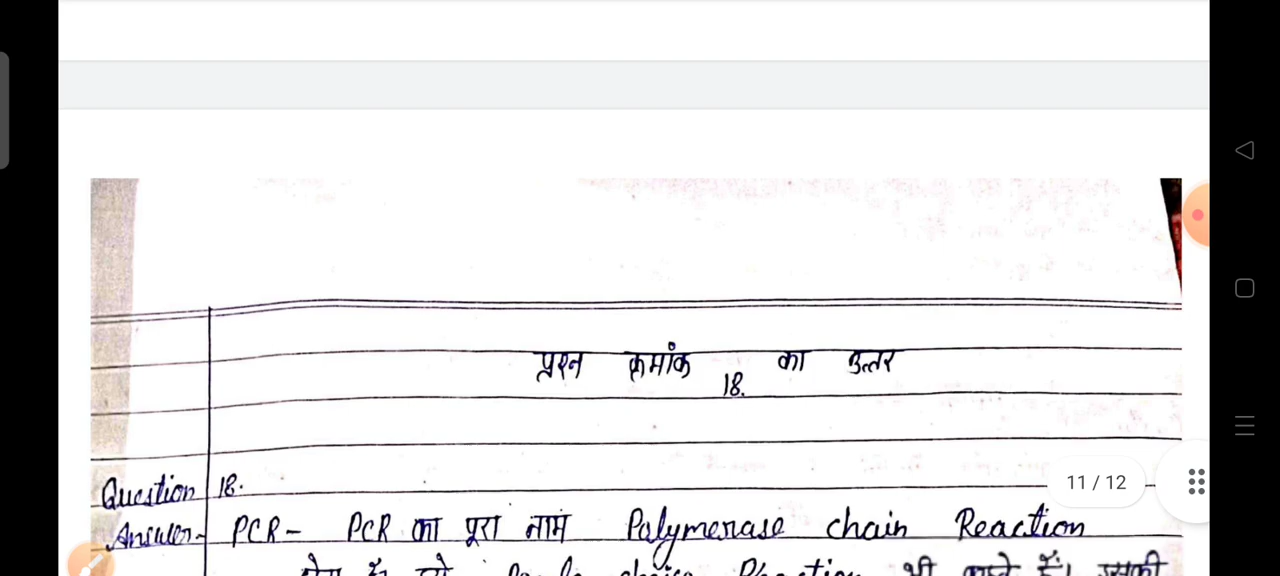 प्रश्न क्रमांक 18. का उत्तर
Question 18.
11 / 12
Answer- PCR- PCR का पूरा नाम Polymerase chain Reaction